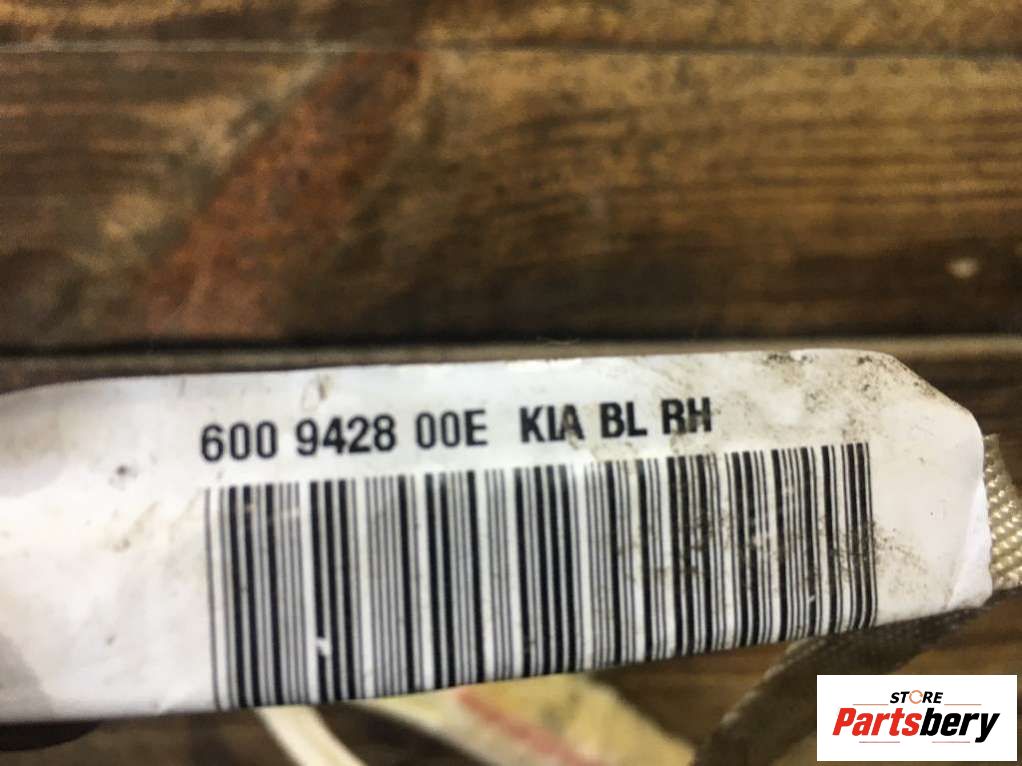 600 9428 00E KIA BL RH
STORE
Partsbery